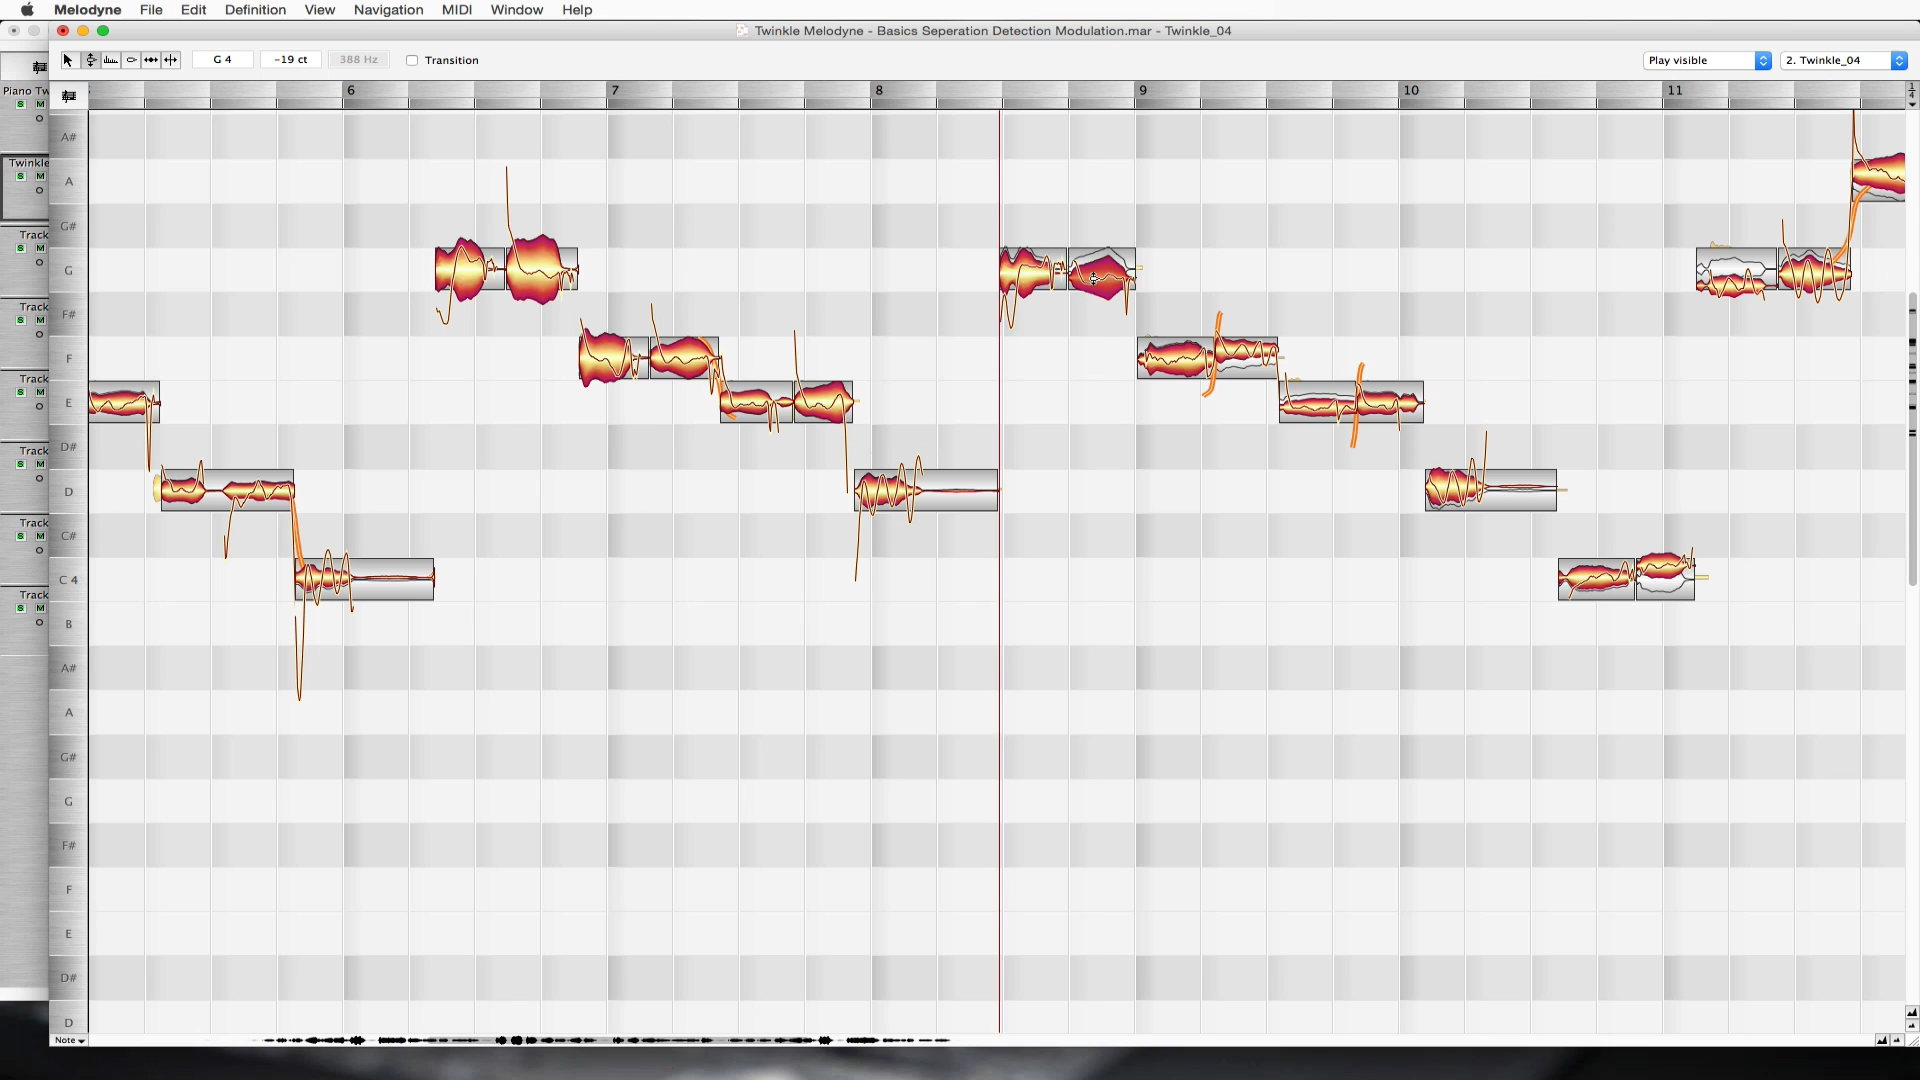 Melodyne File Edit Definition View Navigation MIDI Window Help
Twinkle Melodyne - Basics Seperation Detection Modulation.mar - Twinkle_04
G 4 -19 ct 388 Hz Transition Play visible 2. Twinkle_04
6 7 8 9 10 11 1/4
Piano Tw
S M
Twinkle
S M
Track
S M
Track
S M
Track
S M
Track
S M
Track
S M
Track
S M
A#
A
G#
G
F#
F
E
D#
D
C#
C 4
B
A#
A
G#
G
F#
F
E
D#
D
Note